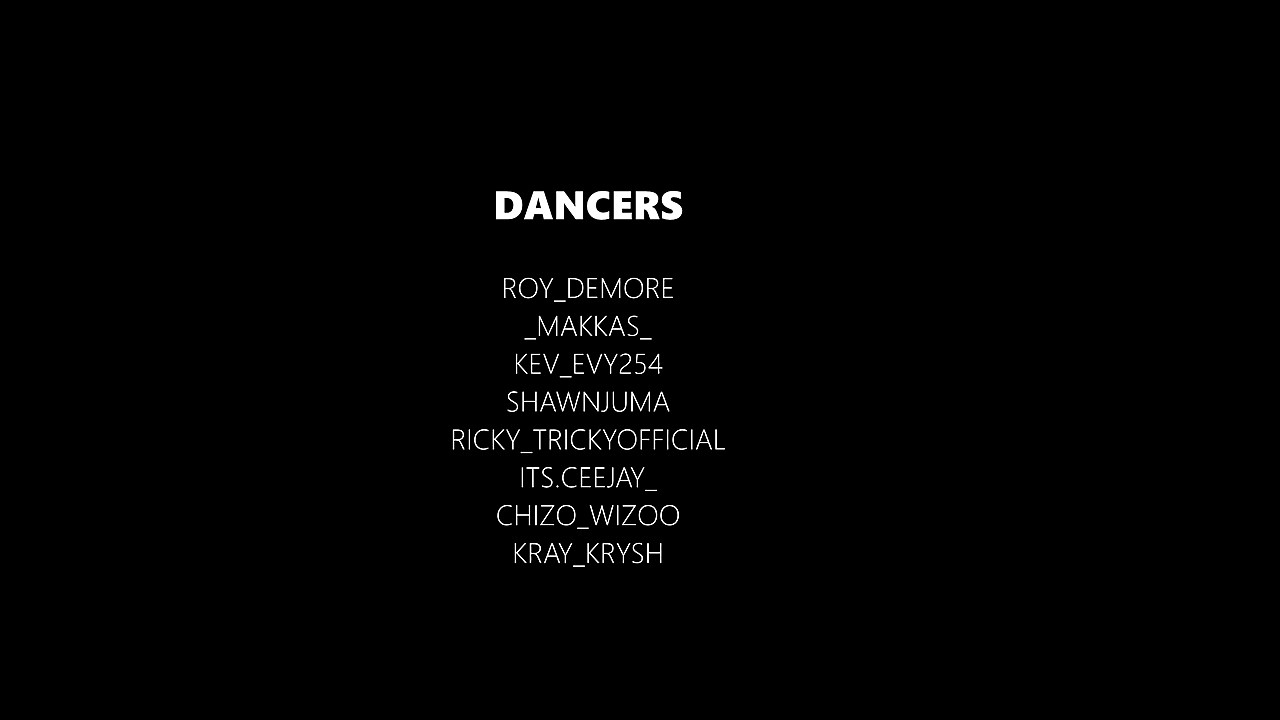 DANCERS
ROY_DEMORE
_MAKKAS_
KEV_EVY254
SHAWNJUMA
RICKY_TRICKYOFFICIAL
ITS.CEEJAY_
CHIZO_WIZOO
KRAY_KRYSH